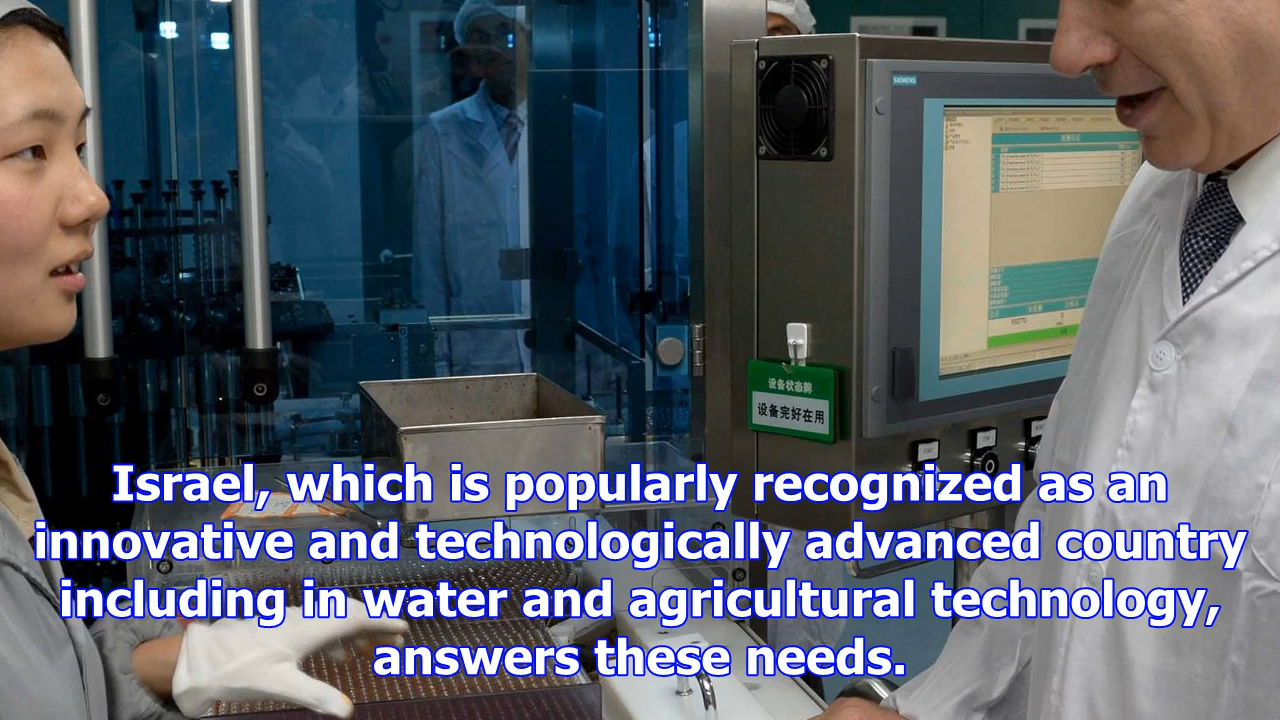 SIEMENS
设备状态牌
设备完好在用
Israel, which is popularly recognized as an
innovative and technologically advanced country
including in water and agricultural technology,
answers these needs.